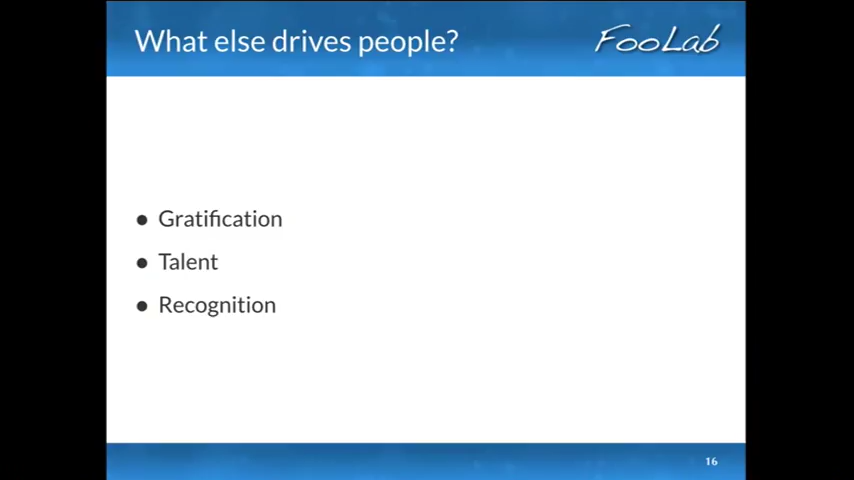 What else drives people?
FooLab
● Gratification
● Talent
● Recognition
16